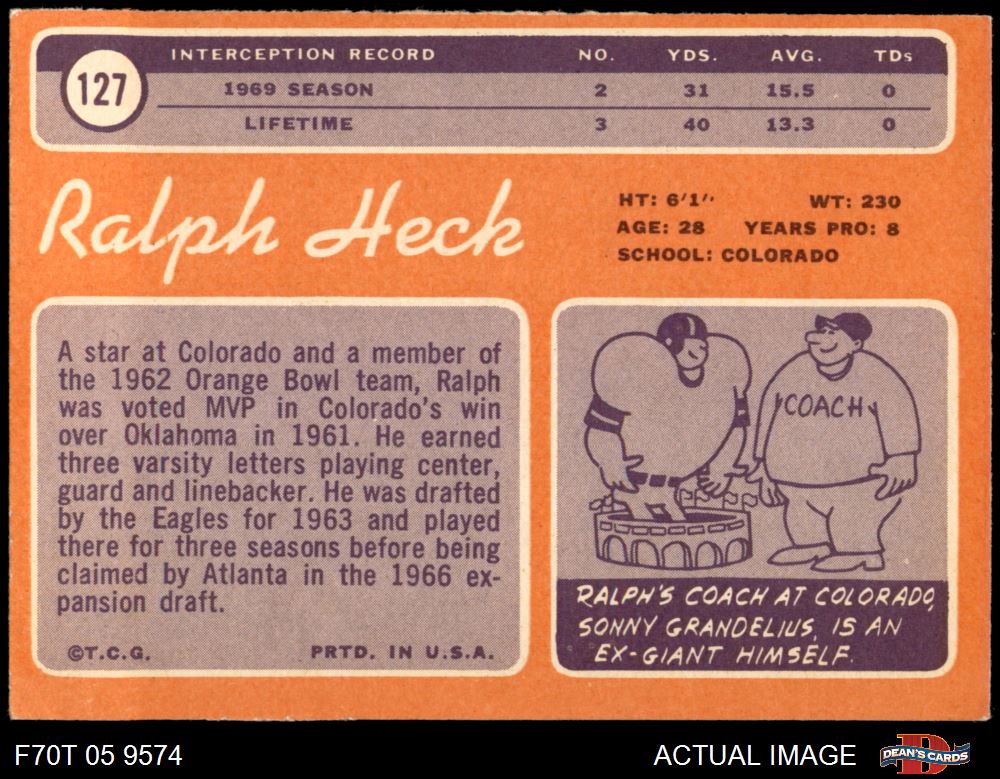 127
INTERCEPTION RECORD NO. YDS. AVG. TDs
1969 SEASON 2 31 15.5 0
LIFETIME 3 40 13.3 0
Ralph Heck
HT: 6'1" WT: 230
AGE: 28 YEARS PRO: 8
SCHOOL: COLORADO
A star at Colorado and a member of
the 1962 Orange Bowl team, Ralph
was voted MVP in Colorado's win
over Oklahoma in 1961. He earned
three varsity letters playing center,
guard and linebacker. He was drafted
by the Eagles for 1963 and played
there for three seasons before being
claimed by Atlanta in the 1966 ex-
pansion draft.
©T.C.G. PRTD. IN U.S.A.
COACH
RALPH'S COACH AT COLORADO,
SONNY GRANDELIUS, IS AN
EX-GIANT HIMSELF.
F70T 05 9574
ACTUAL IMAGE
D
DEAN'S CARDS